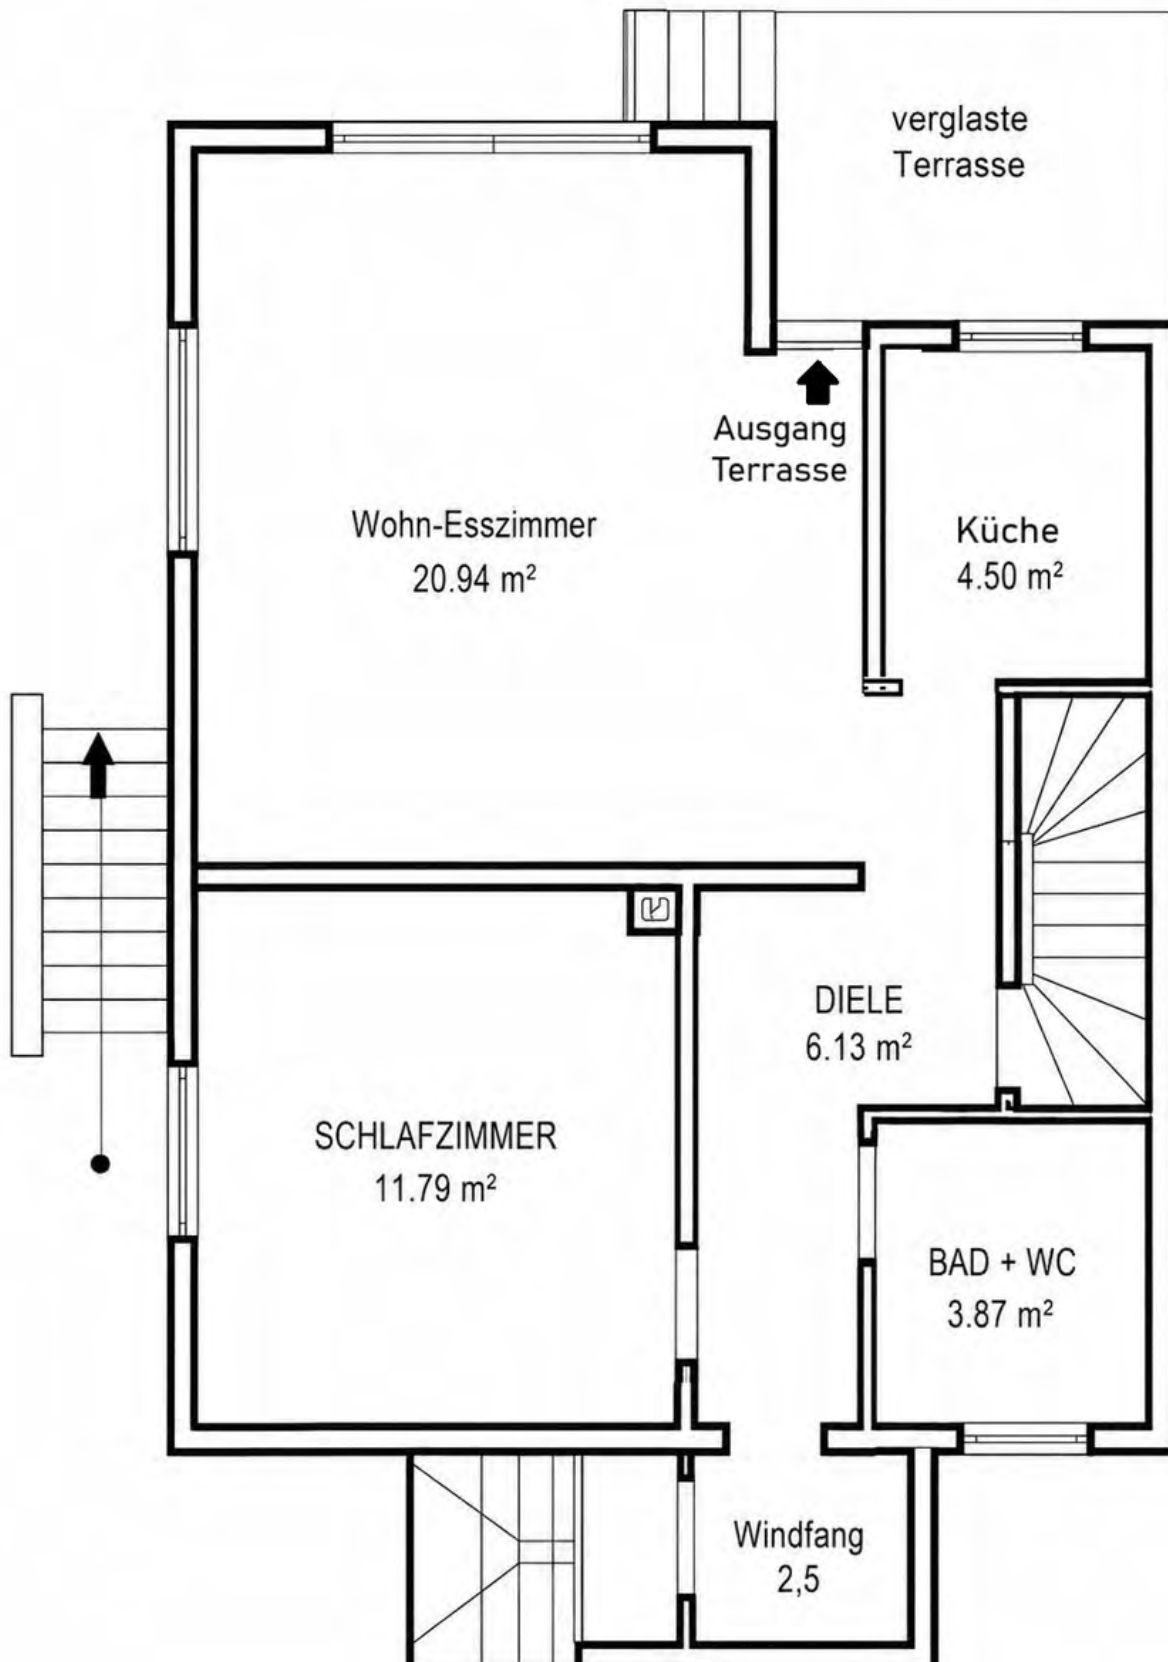 verglaste
Terrasse
Ausgang
Terrasse
Wohn-Esszimmer
20.94 m²
Küche
4.50 m²
DIELE
6.13 m²
SCHLAFZIMMER
11.79 m²
BAD + WC
3.87 m²
Windfang
2,5